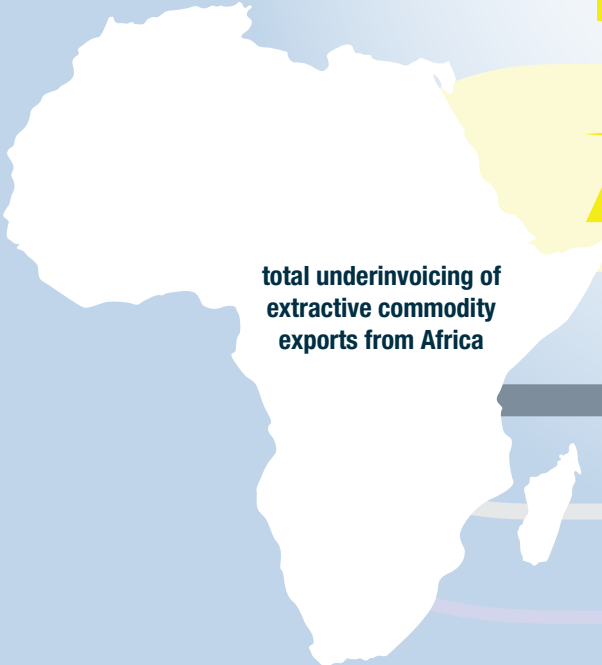 total underinvoicing of
extractive commodity
exports from Africa